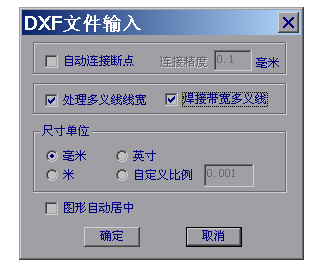 DXF文件输入
自动连接断点 连接精度 0.1 毫米
处理多义线线宽 焊接带宽多义线
尺寸单位
毫米 英寸
米 自定义比例 0.001
图形自动居中
确定 取消